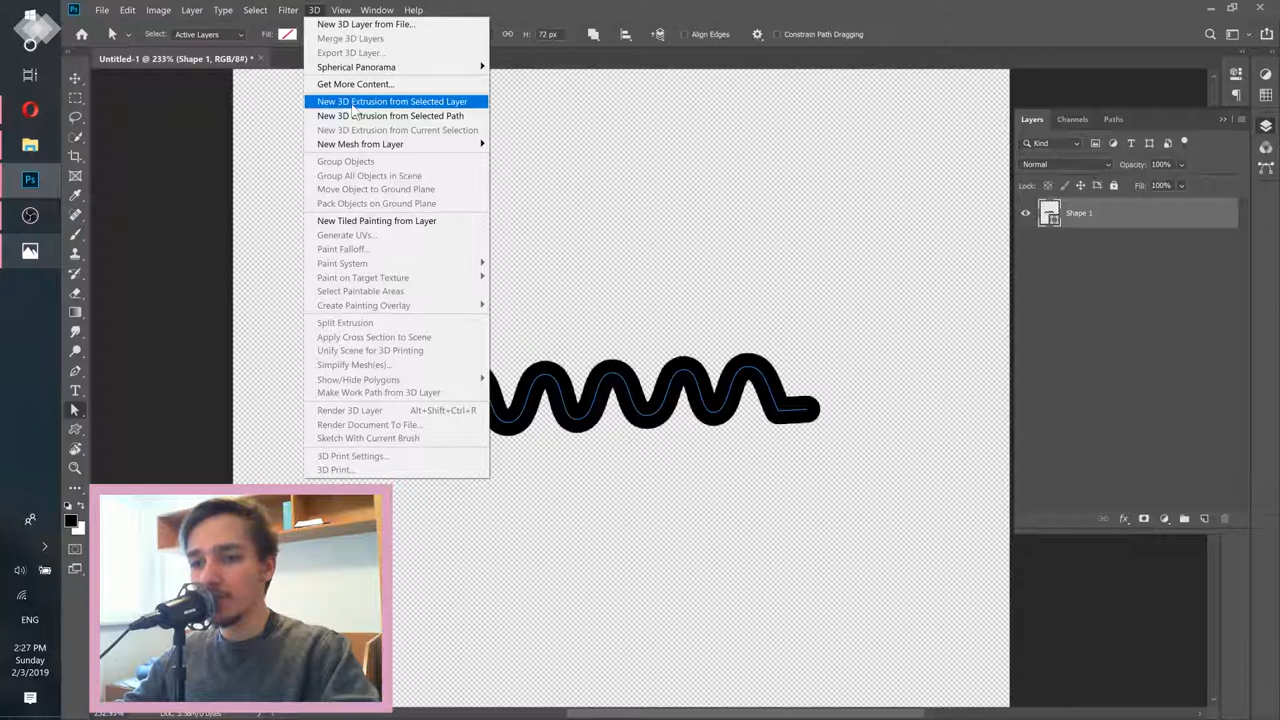 Ps File Edit Image Layer Type Select Filter 3D View Window Help
Select: Active Layers Fill: H: 72 px Align Edges Constrain Path Dragging
Untitled-1 @ 233% (Shape 1, RGB/8#) *
New 3D Layer from File...
Merge 3D Layers
Export 3D Layer...
Spherical Panorama
Get More Content...
New 3D Extrusion from Selected Layer
New 3D Extrusion from Selected Path
New 3D Extrusion from Current Selection
New Mesh from Layer
Group Objects
Group All Objects in Scene
Move Object to Ground Plane
Pack Objects on Ground Plane
New Tiled Painting from Layer
Generate UVs...
Paint Falloff...
Paint System
Paint on Target Texture
Select Paintable Areas
Create Painting Overlay
Split Extrusion
Apply Cross Section to Scene
Unify Scene for 3D Printing
Simplify Mesh(es)...
Show/Hide Polygons
Make Work Path from 3D Layer
Render 3D Layer Alt+Shift+Ctrl+R
Render Document To File...
Sketch With Current Brush
3D Print Settings...
3D Print...
Layers Channels Paths
Kind
Normal Opacity: 100%
Lock: Fill: 100%
Shape 1
Ps
ENG
2:27 PM
Sunday
2/3/2019